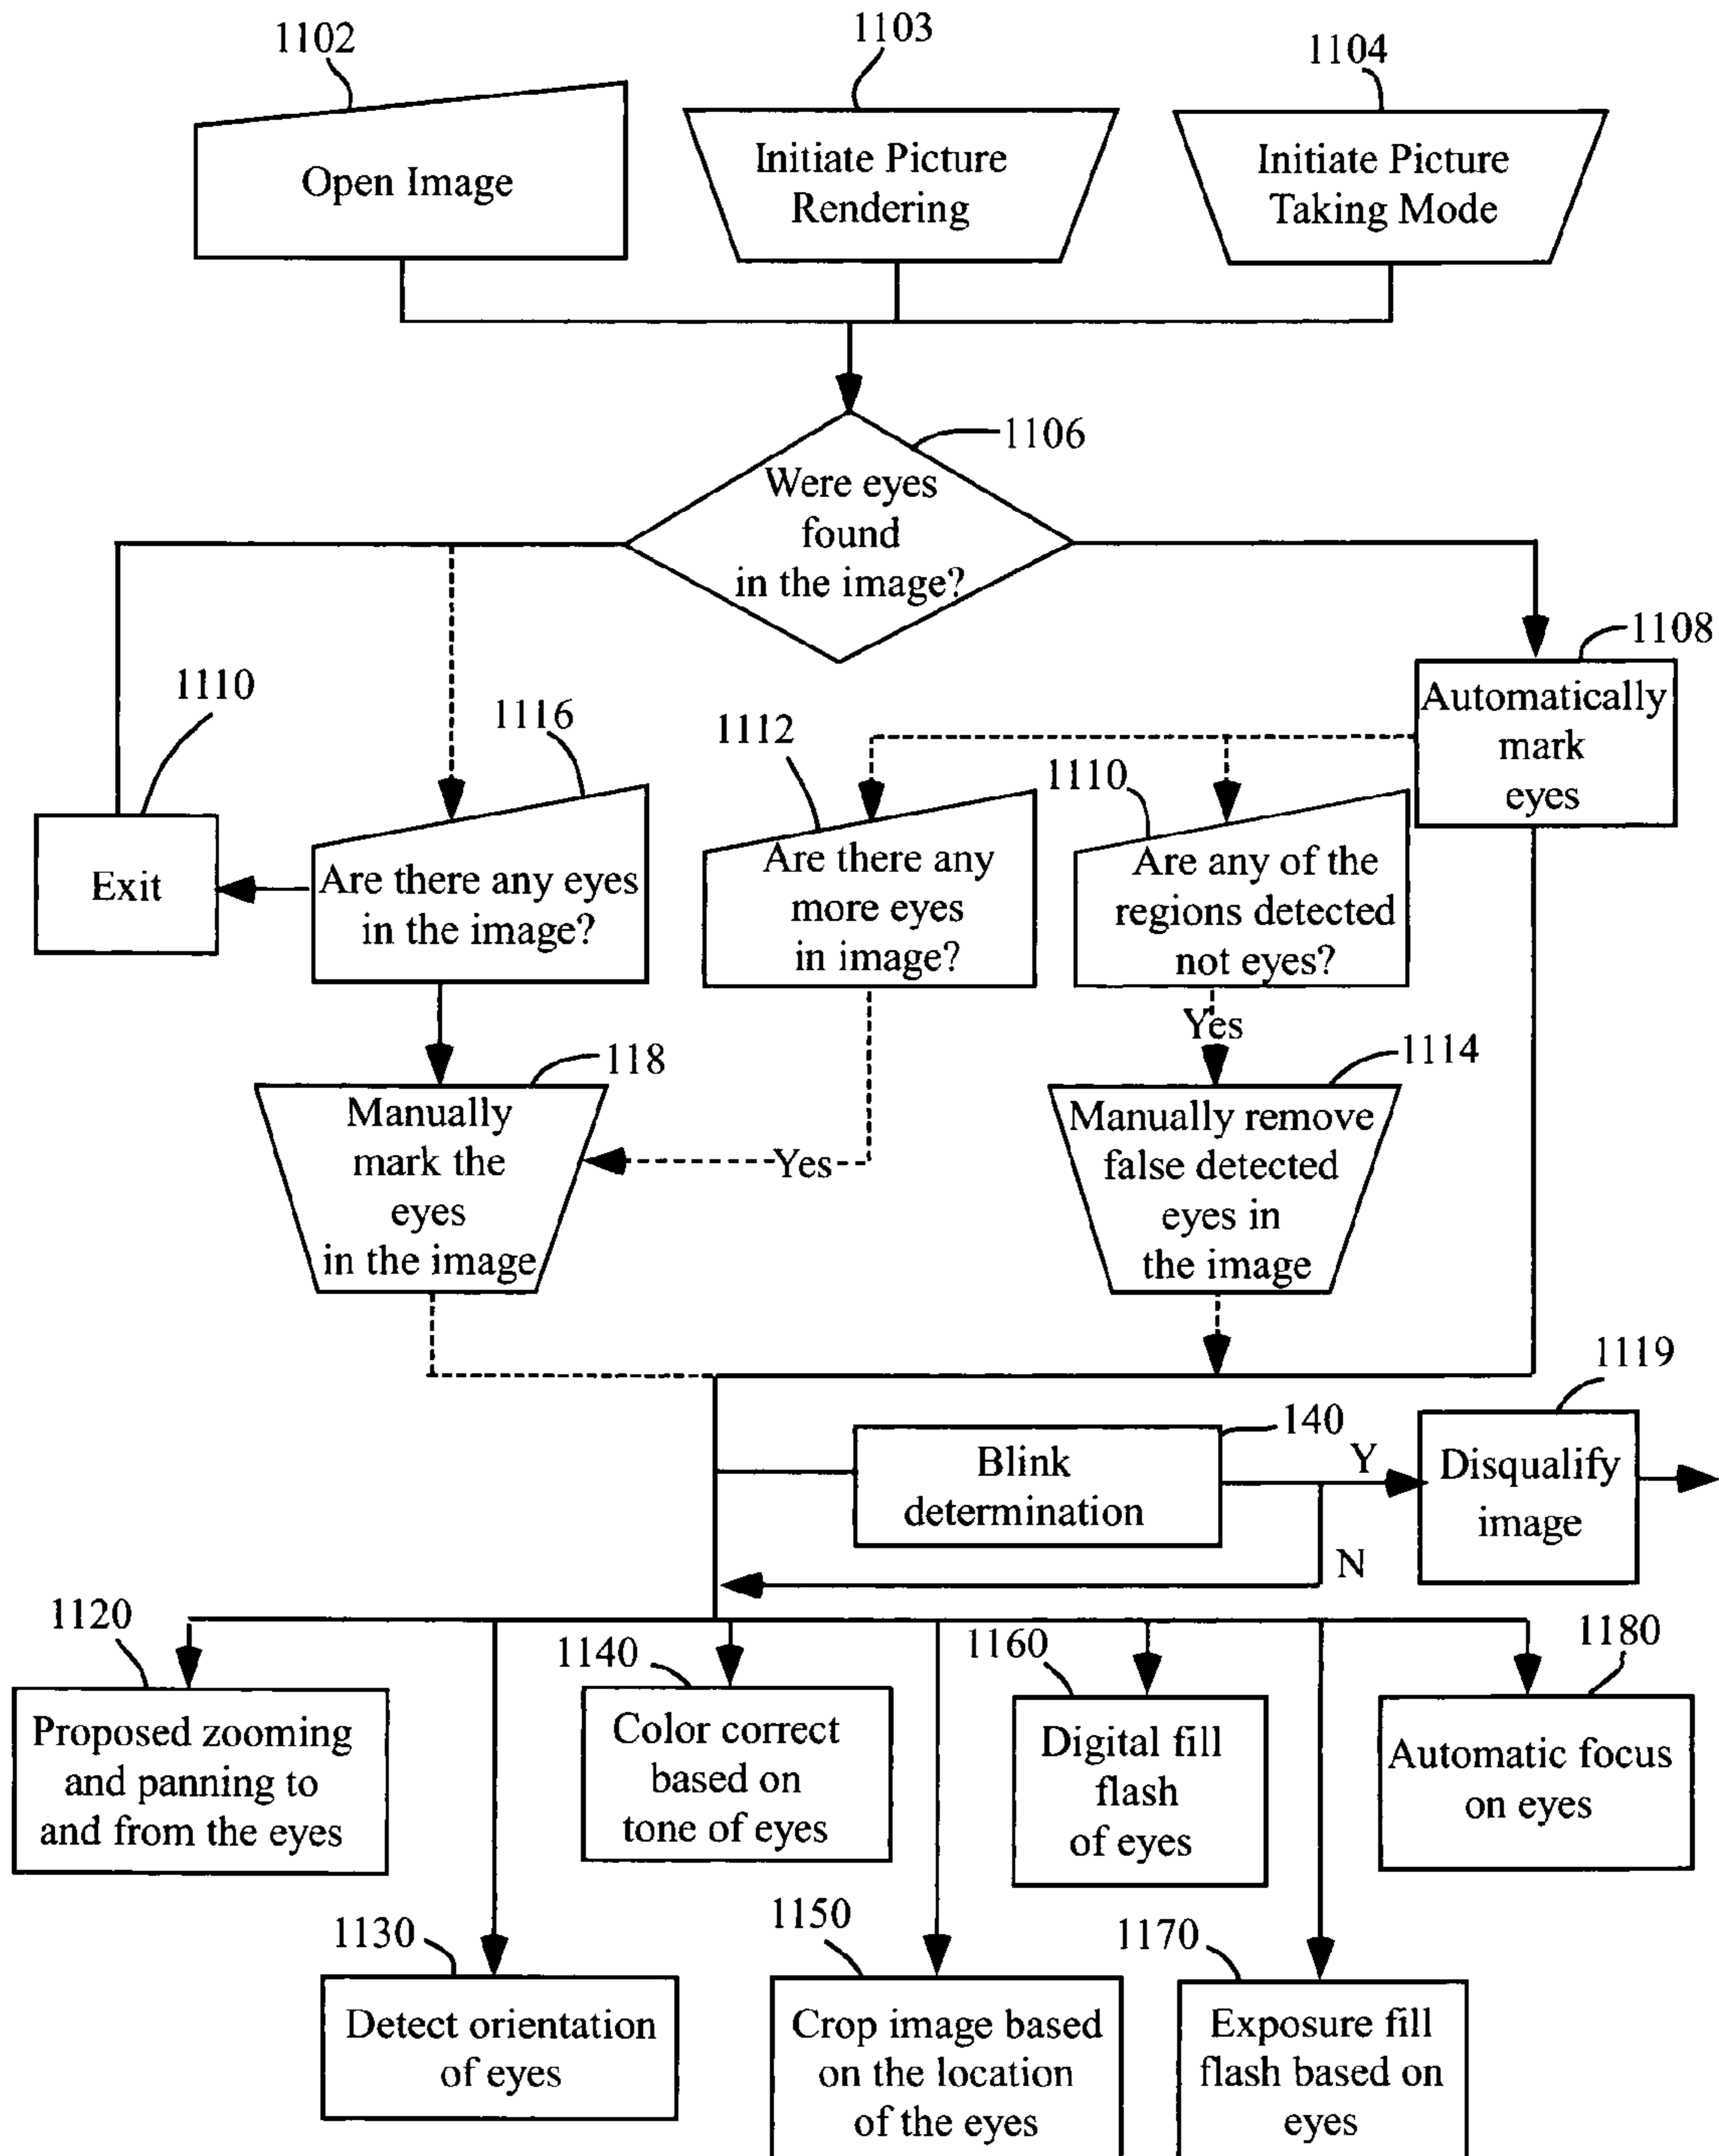 1102
1103
1104
Open Image
Initiate Picture
Rendering
Initiate Picture
Taking Mode
1106
Were eyes
found
in the image?
1108
Automatically
mark
eyes
1110
Exit
1116
Are there any eyes
in the image?
1112
Are there any
more eyes
in image?
1110
Are any of the
regions detected
not eyes?
Yes
118
Manually
mark the
eyes
in the image
Yes
1114
Manually remove
false detected
eyes in
the image
140
Blink
determination
Y
N
1119
Disqualify
image
1120
Proposed zooming
and panning to
and from the eyes
1140
Color correct
based on
tone of eyes
1160
Digital fill
flash
of eyes
1180
Automatic focus
on eyes
1130
Detect orientation
of eyes
1150
Crop image based
on the location
of the eyes
1170
Exposure fill
flash based on
eyes